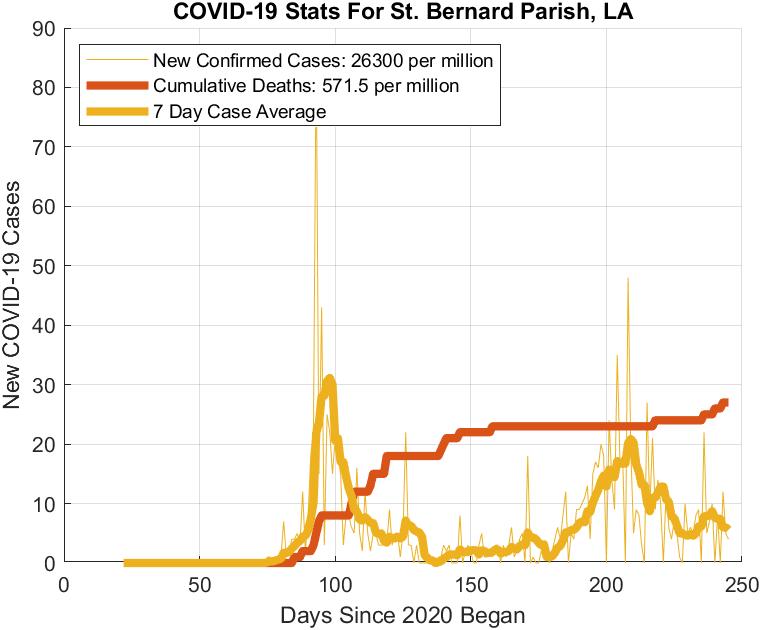 COVID-19 Stats For St. Bernard Parish, LA
New Confirmed Cases: 26300 per million
Cumulative Deaths: 571.5 per million
7 Day Case Average
New COVID-19 Cases
90
80
70
60
50
40
30
20
10
0
0 50 100 150 200 250
Days Since 2020 Began